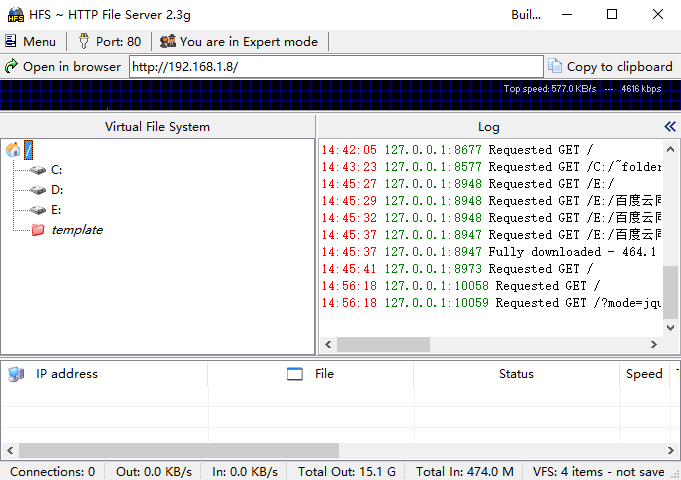 HFS ~ HTTP File Server 2.3g Buil...
Menu Port: 80 You are in Expert mode
Open in browser http://192.168.1.8/ Copy to clipboard
Top speed: 577.0 KB/s --- 4616 kbps
Virtual File System
/
C:
D:
E:
template
Log
14:42:05 127.0.0.1:8677 Requested GET /
14:43:23 127.0.0.1:8577 Requested GET /C:/~folder
14:45:27 127.0.0.1:8948 Requested GET /E:/
14:45:29 127.0.0.1:8948 Requested GET /E:/百度云同
14:45:32 127.0.0.1:8948 Requested GET /E:/百度云同
14:45:37 127.0.0.1:8947 Requested GET /E:/百度云同
14:45:37 127.0.0.1:8947 Fully downloaded - 464.1
14:45:41 127.0.0.1:8973 Requested GET /
14:56:18 127.0.0.1:10058 Requested GET /
14:56:18 127.0.0.1:10059 Requested GET /?mode=jqu
IP address File Status Speed T
Connections: 0 Out: 0.0 KB/s In: 0.0 KB/s Total Out: 15.1 G Total In: 474.0 M VFS: 4 items - not save